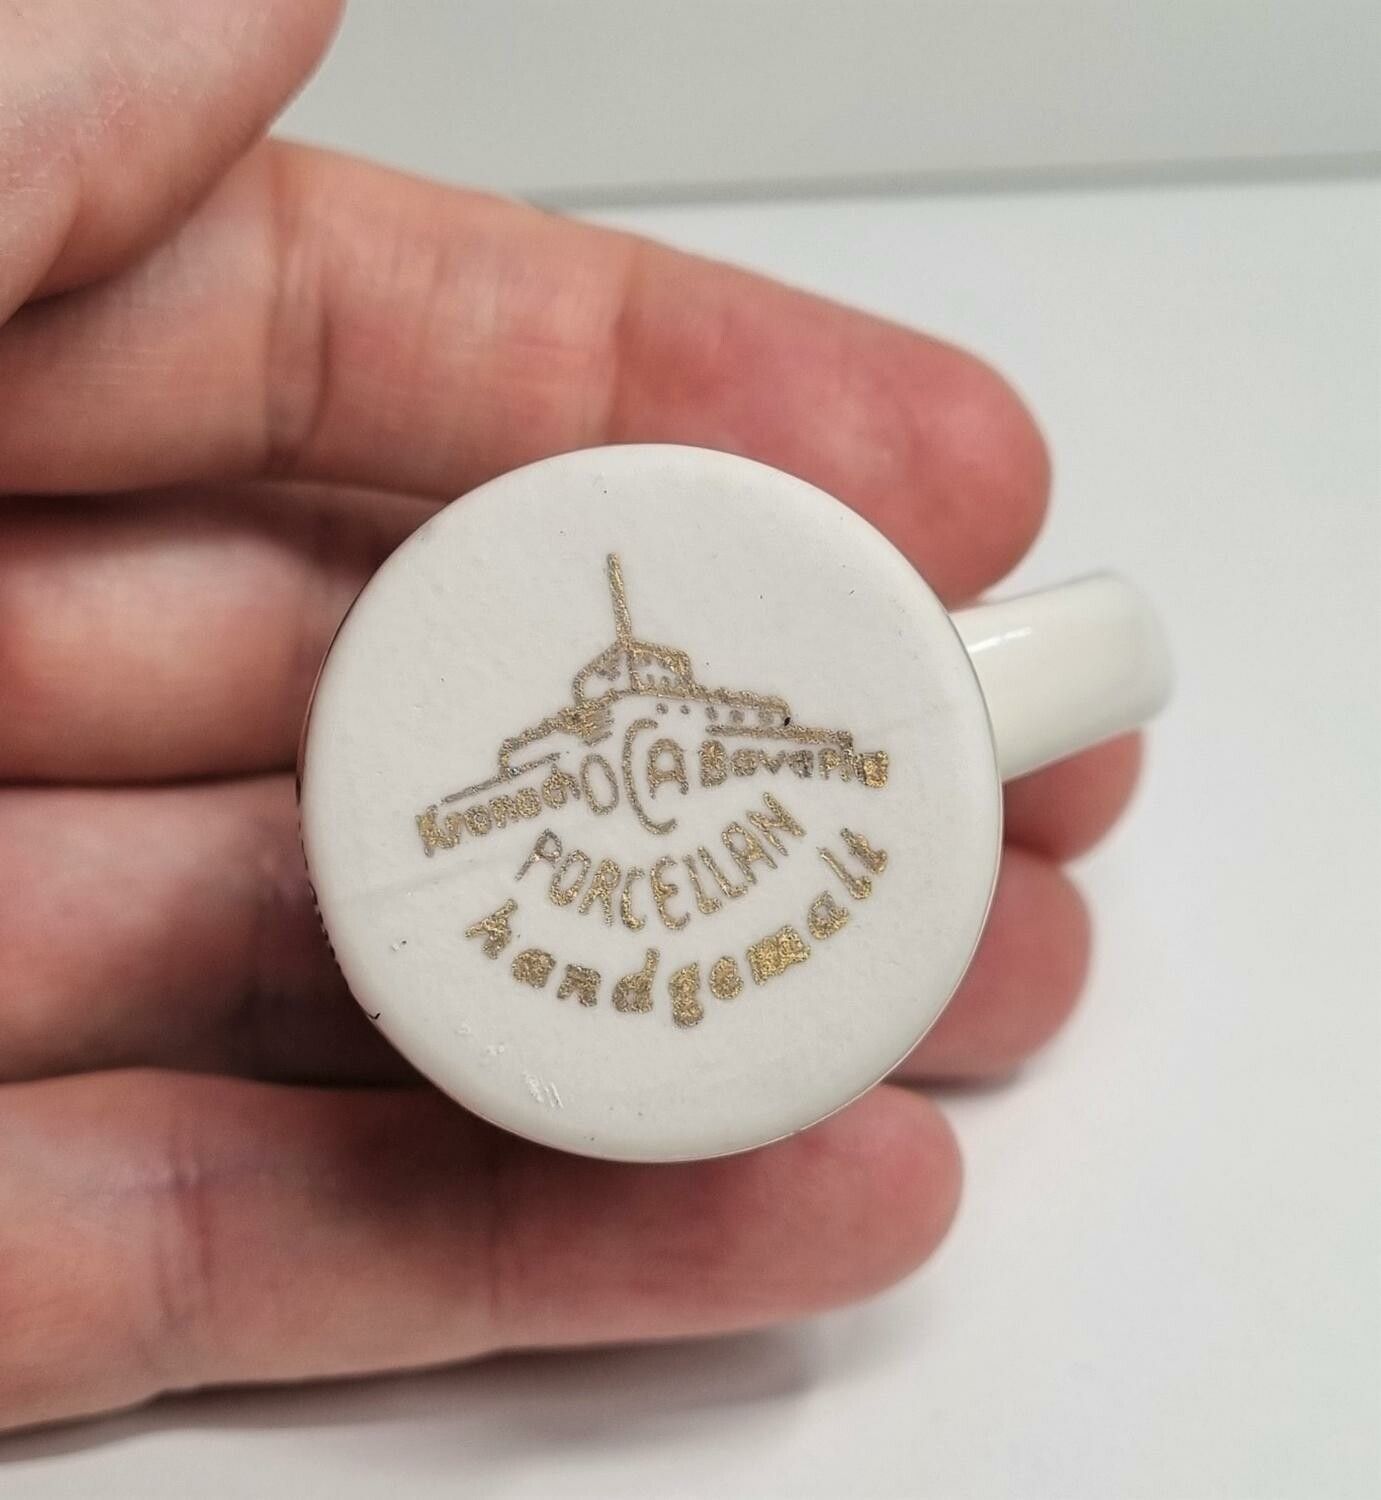 Kronach OCA Bavaria
PORCELLAN
handgemalt